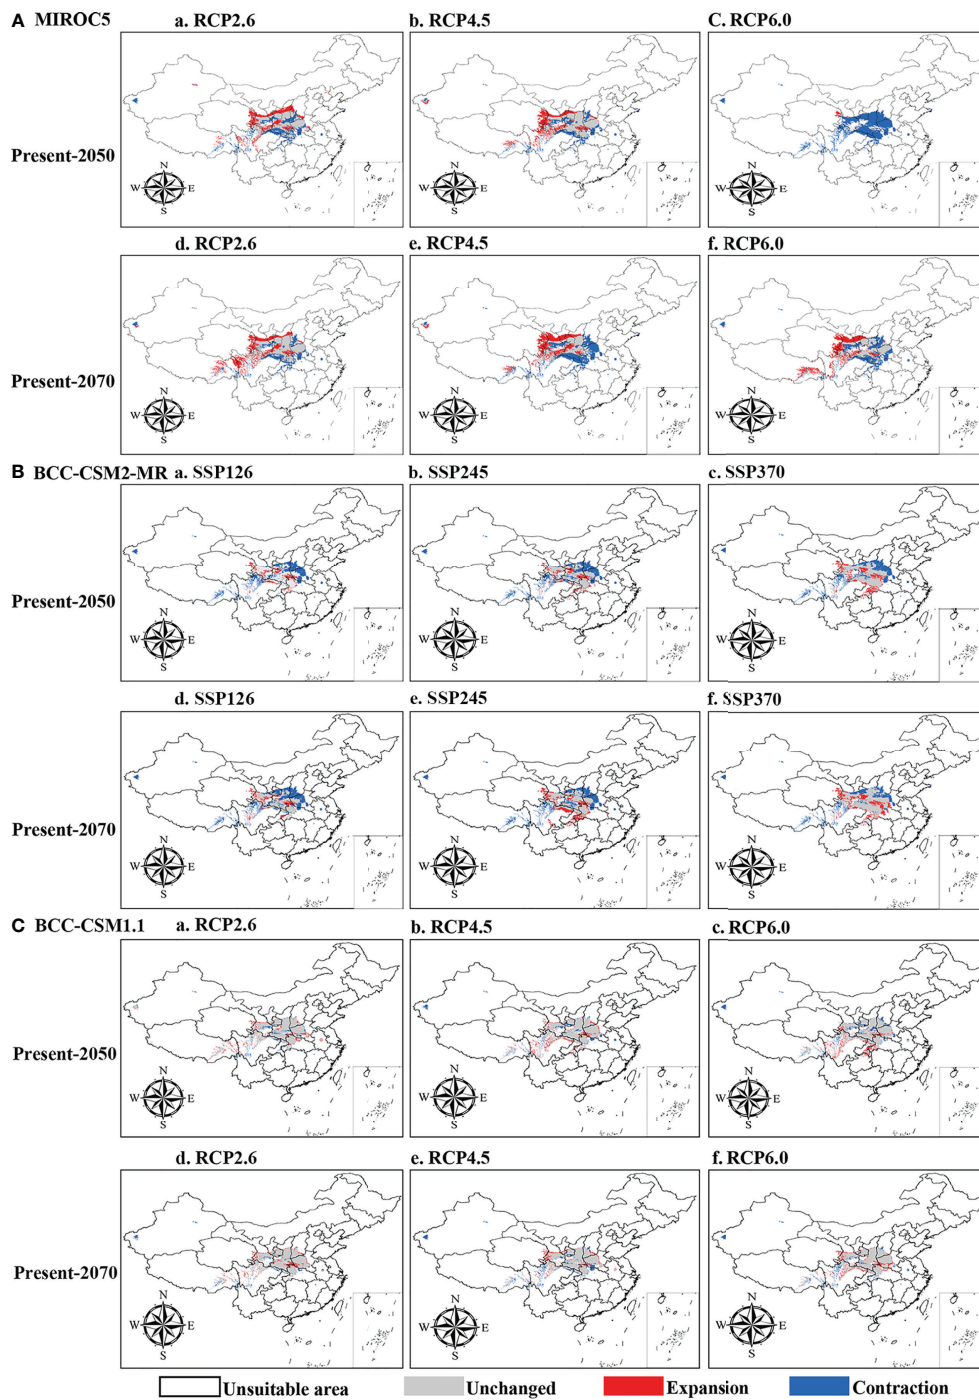 A MIROC5 a. RCP2.6 b. RCP4.5 C. RCP6.0
Present-2050
N
W E
S
N
W E
S
N
W E
S
d. RCP2.6 e. RCP4.5 f. RCP6.0
Present-2070
N
W E
S
N
W E
S
N
W E
S
B BCC-CSM2-MR a. SSP126 b. SSP245 c. SSP370
Present-2050
N
W E
S
N
W E
S
N
W E
S
d. SSP126 e. SSP245 f. SSP370
Present-2070
N
W E
S
N
W E
S
N
W E
S
C BCC-CSM1.1 a. RCP2.6 b. RCP4.5 c. RCP6.0
Present-2050
N
W E
S
N
W E
S
N
W E
S
d. RCP2.6 e. RCP4.5 f. RCP6.0
Present-2070
N
W E
S
N
W E
S
N
W E
S
Unsuitable area Unchanged Expansion Contraction